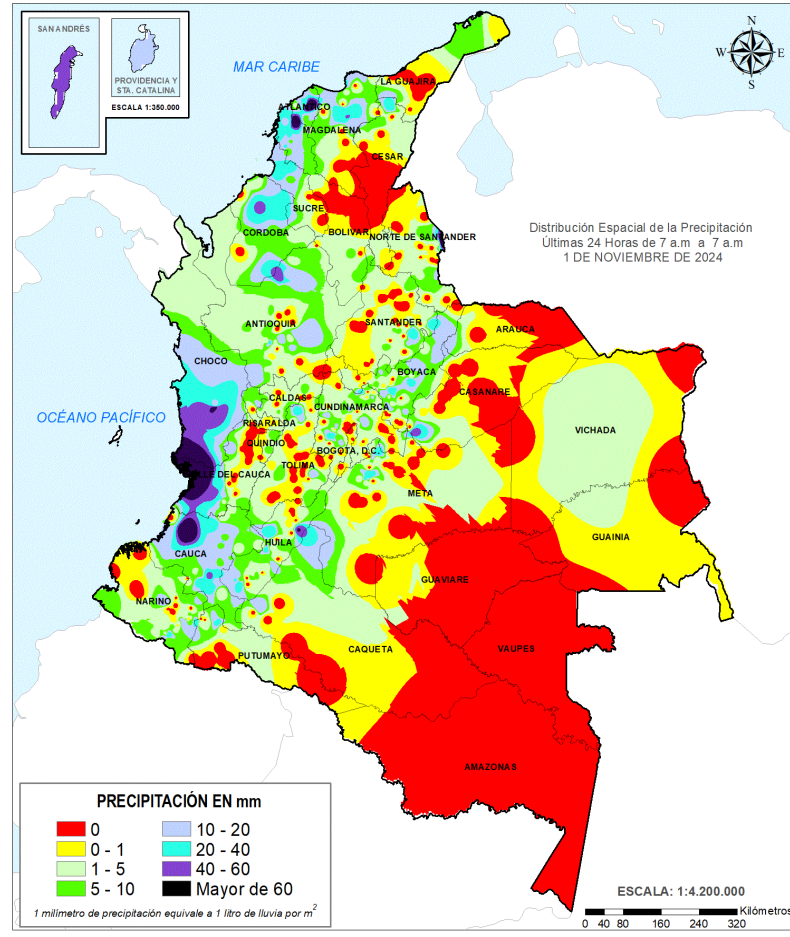 SAN ANDRÉS
PROVIDENCIA Y
STA. CATALINA
ESCALA 1:350.000
MAR CARIBE
N
W
E
S
LA GUAJIRA
ATLANTICO
MAGDALENA
CESAR
SUCRE
CORDOBA
BOLIVAR
NORTE DE SANTANDER
Distribución Espacial de la Precipitación
Últimas 24 Horas de 7 a.m a 7 a.m
1 DE NOVIEMBRE DE 2024
ANTIOQUIA
SANTANDER
ARAUCA
CHOCO
BOYACA
CASANARE
CALDAS
CUNDINAMARCA
OCÉANO PACÍFICO
RISARALDA
VICHADA
QUINDIO
BOGOTA, D.C.
TOLIMA
VALLE DEL CAUCA
META
GUAINIA
HUILA
CAUCA
GUAVIARE
NARIÑO
CAQUETA
VAUPES
PUTUMAYO
AMAZONAS
PRECIPITACIÓN EN mm
0
0 - 1
1 - 5
5 - 10
10 - 20
20 - 40
40 - 60
Mayor de 60
1 milímetro de precipitación equivale a 1 litro de lluvia por m²
ESCALA: 1:4.200.000
Kilómetros
0 40 80 160 240 320